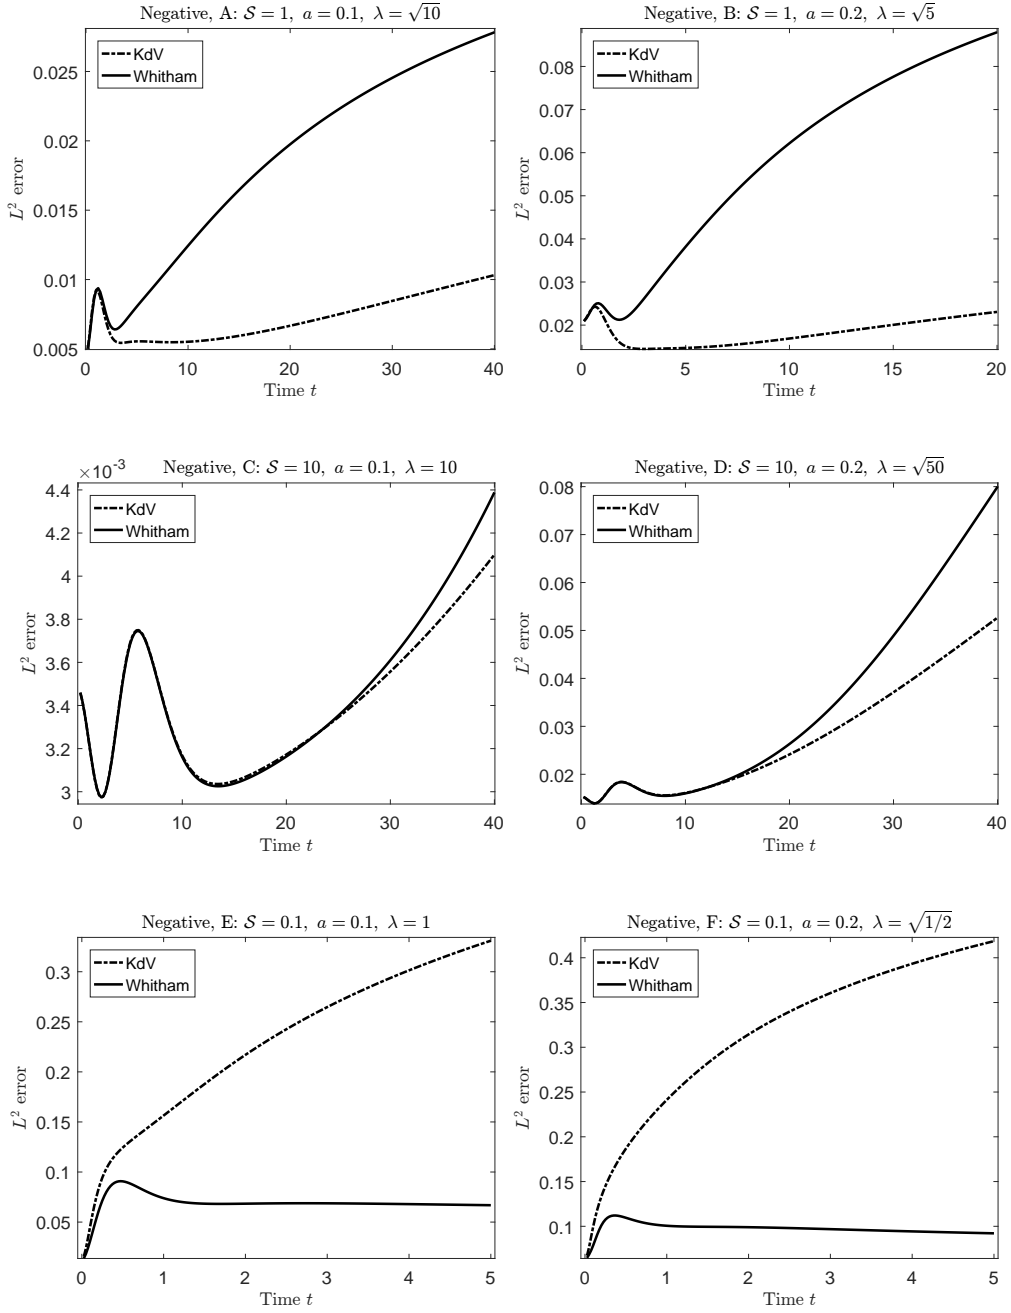 Negative, A: 𝒮 = 1, a = 0.1, λ = √10
KdV
Whitham
0.025
0.02
0.015
0.01
0.005
L² error
0 10 20 30 40
Time t
Negative, B: 𝒮 = 1, a = 0.2, λ = √5
KdV
Whitham
0.08
0.07
0.06
0.05
0.04
0.03
0.02
L² error
0 5 10 15 20
Time t
Negative, C: 𝒮 = 10, a = 0.1, λ = 10
×10⁻³
KdV
Whitham
4.4
4.2
4
3.8
3.6
3.4
3.2
3
L² error
0 10 20 30 40
Time t
Negative, D: 𝒮 = 10, a = 0.2, λ = √50
KdV
Whitham
0.08
0.07
0.06
0.05
0.04
0.03
0.02
L² error
0 10 20 30 40
Time t
Negative, E: 𝒮 = 0.1, a = 0.1, λ = 1
KdV
Whitham
0.3
0.25
0.2
0.15
0.1
0.05
L² error
0 1 2 3 4 5
Time t
Negative, F: 𝒮 = 0.1, a = 0.2, λ = √1/2
KdV
Whitham
0.4
0.35
0.3
0.25
0.2
0.15
0.1
L² error
0 1 2 3 4 5
Time t